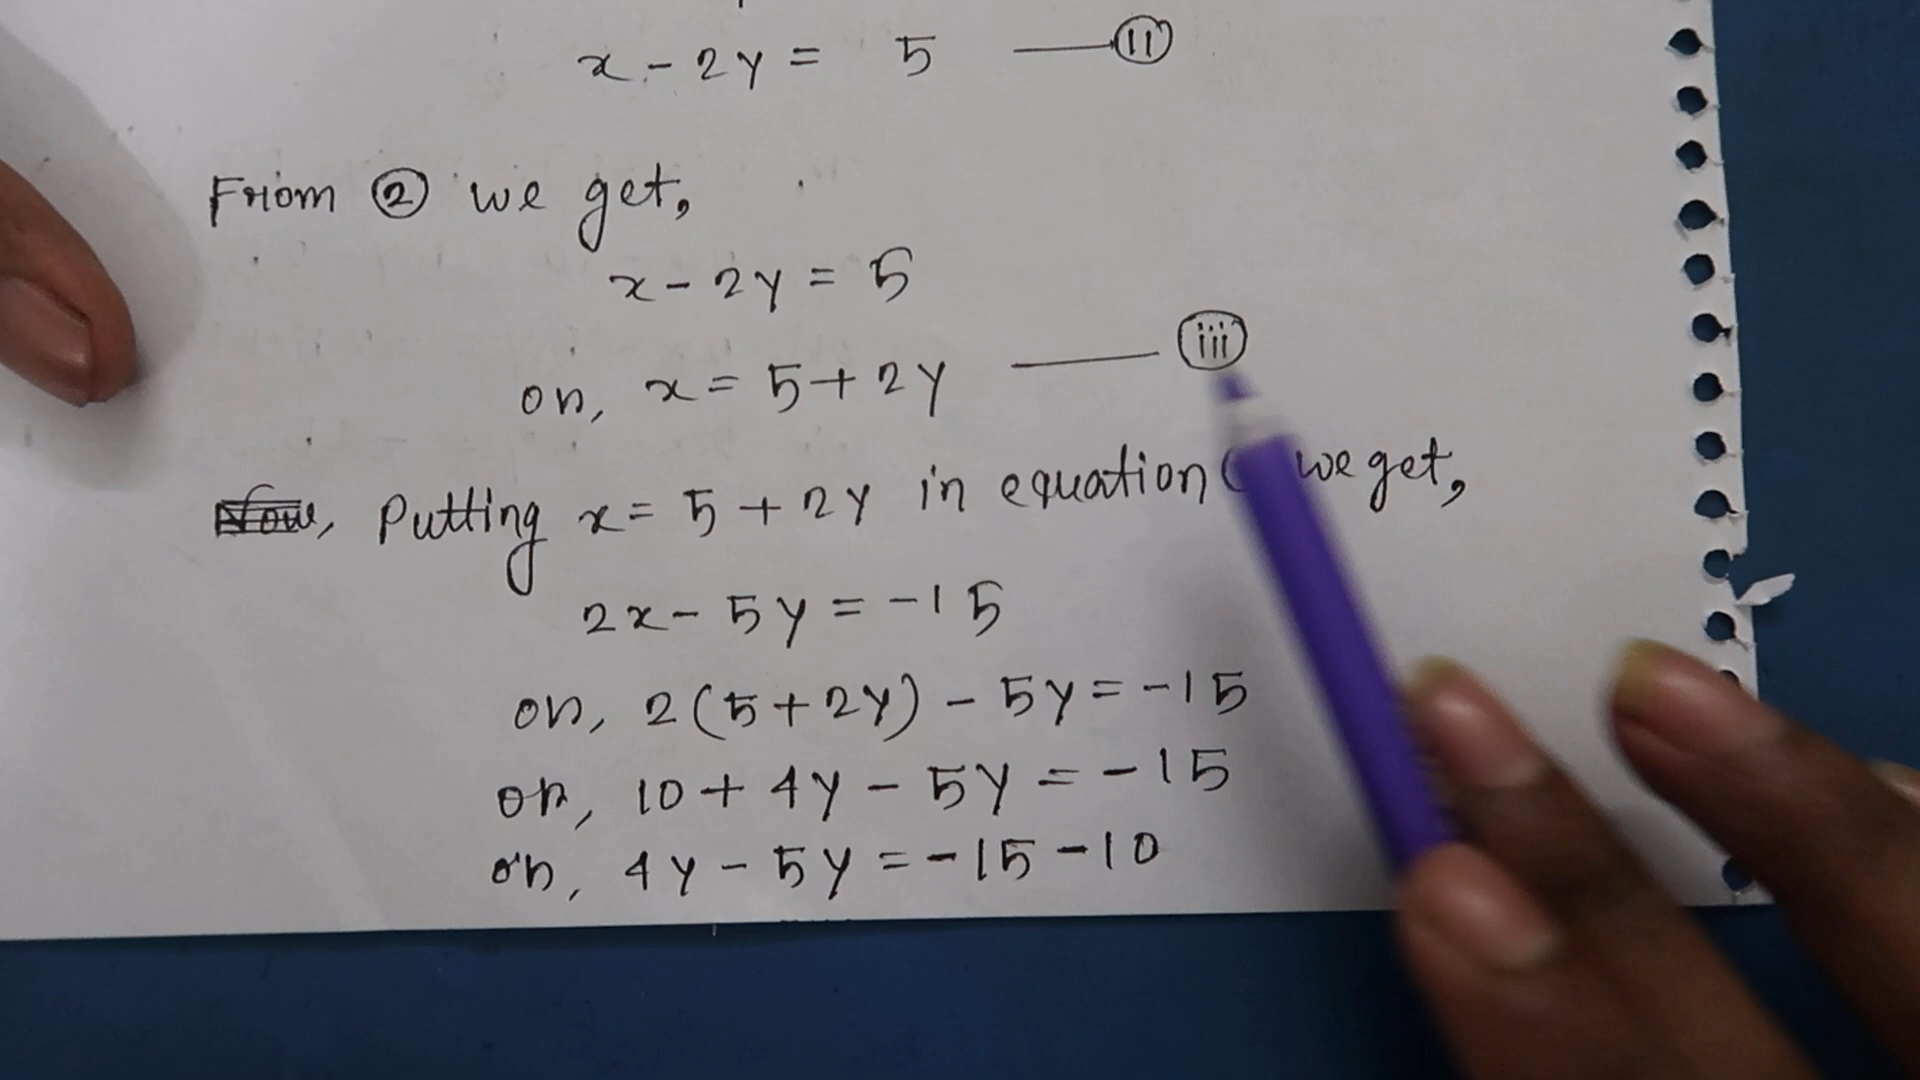 x - 2y = 5 —— (ii)
From (2) we get,
x - 2y = 5
or, x = 5 + 2y —— (iii)
Now, Putting x = 5 + 2y in equation we get,
2x - 5y = -15
or, 2(5 + 2y) - 5y = -15
or, 10 + 4y - 5y = -15
or, 4y - 5y = -15 - 10